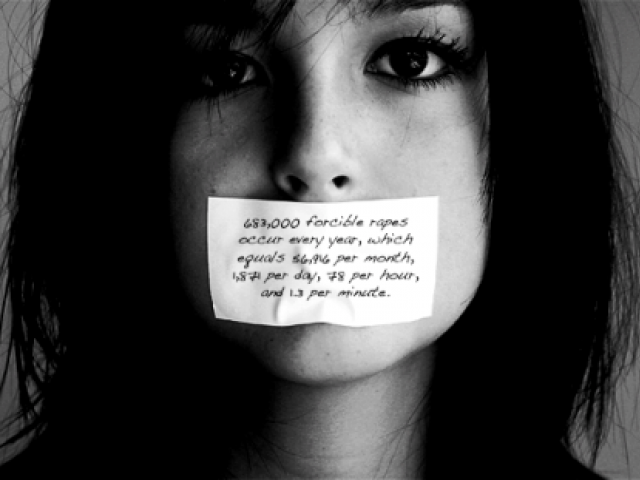 683,000 forcible rapes
occur every year, which
equals 56,916 per month,
1,871 per day, 78 per hour,
and 1.3 per minute.